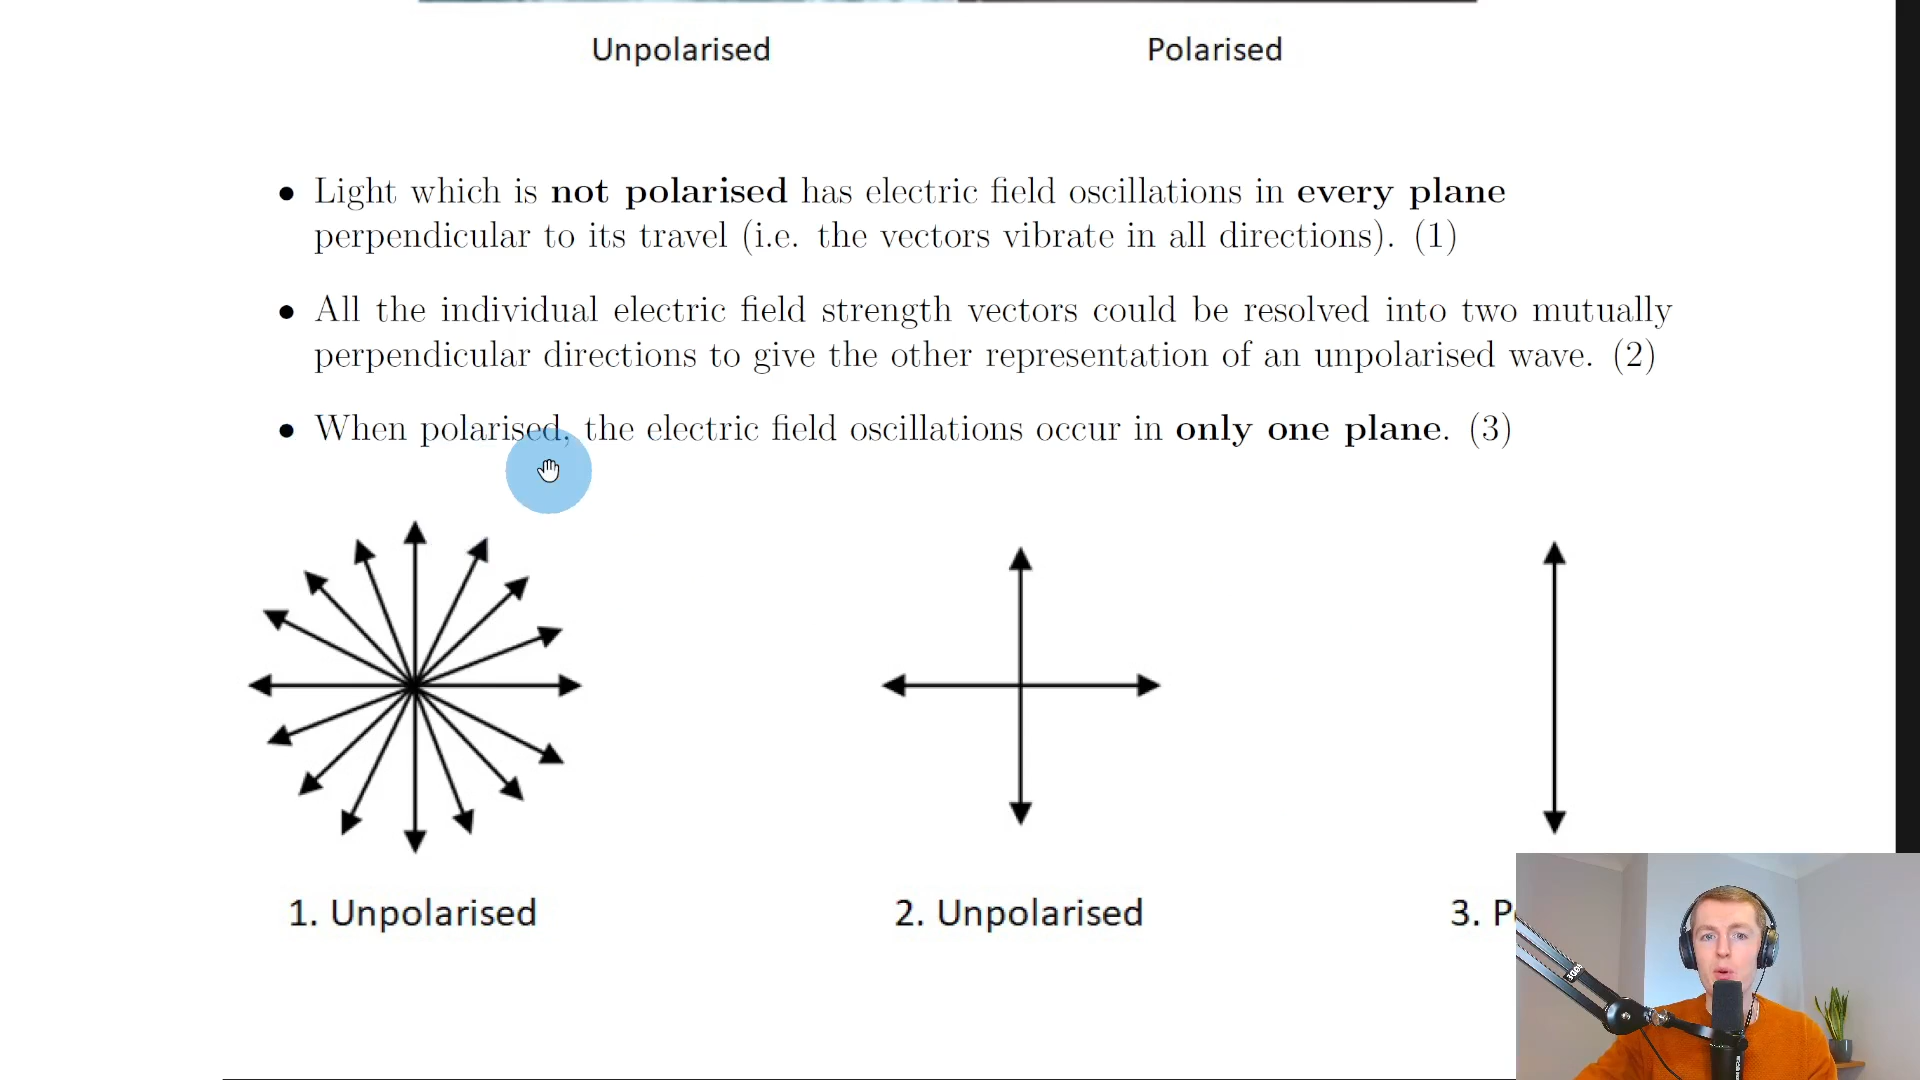 Unpolarised
Polarised
• Light which is not polarised has electric field oscillations in every plane
perpendicular to its travel (i.e. the vectors vibrate in all directions). (1)
• All the individual electric field strength vectors could be resolved into two mutually
perpendicular directions to give the other representation of an unpolarised wave. (2)
• When polarised, the electric field oscillations occur in only one plane. (3)
1. Unpolarised
2. Unpolarised
3. P